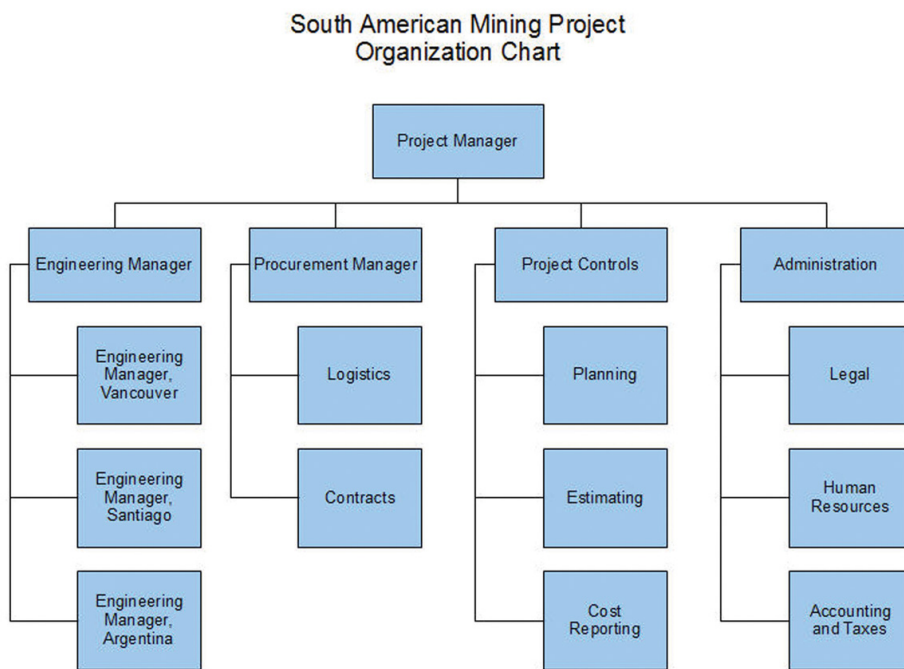 South American Mining Project
Organization Chart
Project Manager
Engineering Manager
Procurement Manager
Project Controls
Administration
Engineering
Manager,
Vancouver
Logistics
Planning
Legal
Engineering
Manager,
Santiago
Contracts
Estimating
Human
Resources
Engineering
Manager,
Argentina
Cost
Reporting
Accounting
and Taxes